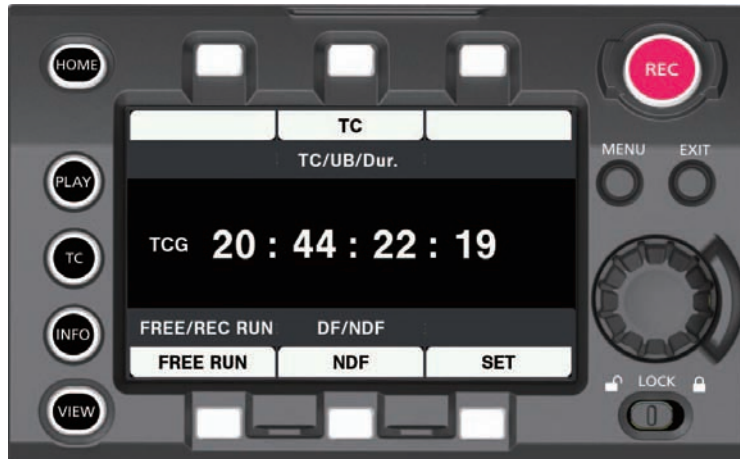 HOME
REC
TC
TC/UB/Dur.
MENU EXIT
PLAY
TCG 20 : 44 : 22 : 19
TC
INFO
FREE/REC RUN DF/NDF
FREE RUN NDF SET
LOCK
VIEW